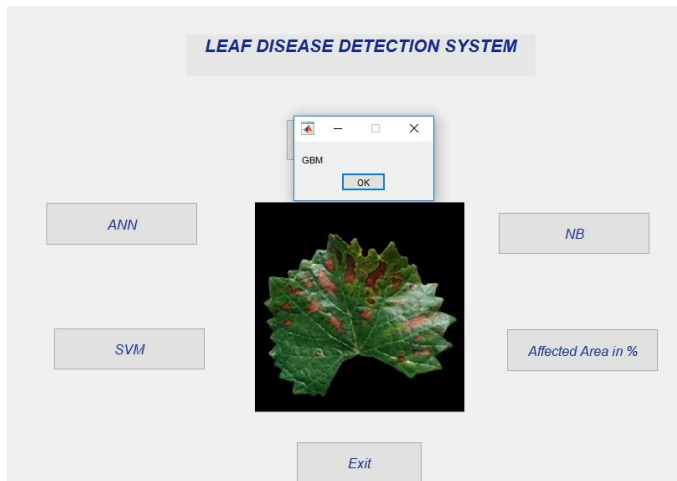 LEAF DISEASE DETECTION SYSTEM
GBM
OK
ANN
NB
SVM
Affected Area in %
Exit